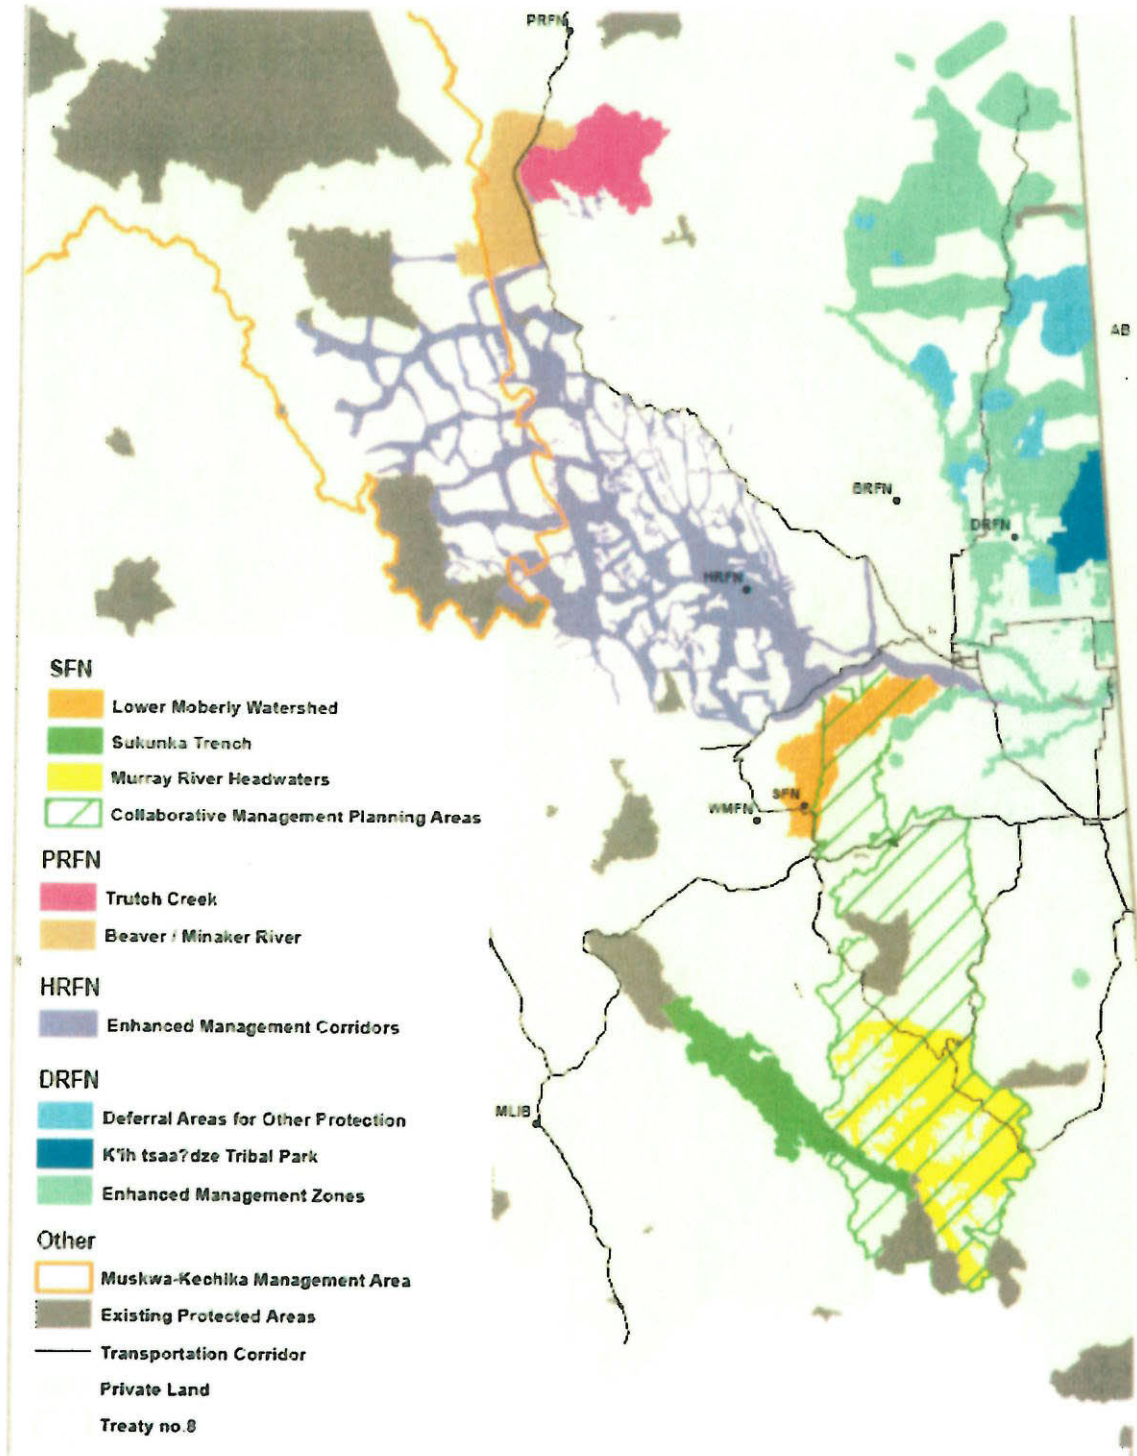 PRFN
AB
BRFN
DRFN
HRFN
SFN
WMFN
MLIB
SFN
Lower Moberly Watershed
Sukunka Trench
Murray River Headwaters
Collaborative Management Planning Areas
PRFN
Trutch Creek
Beaver / Minaker River
HRFN
Enhanced Management Corridors
DRFN
Deferral Areas for Other Protection
K'ih tsaa?dze Tribal Park
Enhanced Management Zones
Other
Muskwa-Kechika Management Area
Existing Protected Areas
Transportation Corridor
Private Land
Treaty no.8